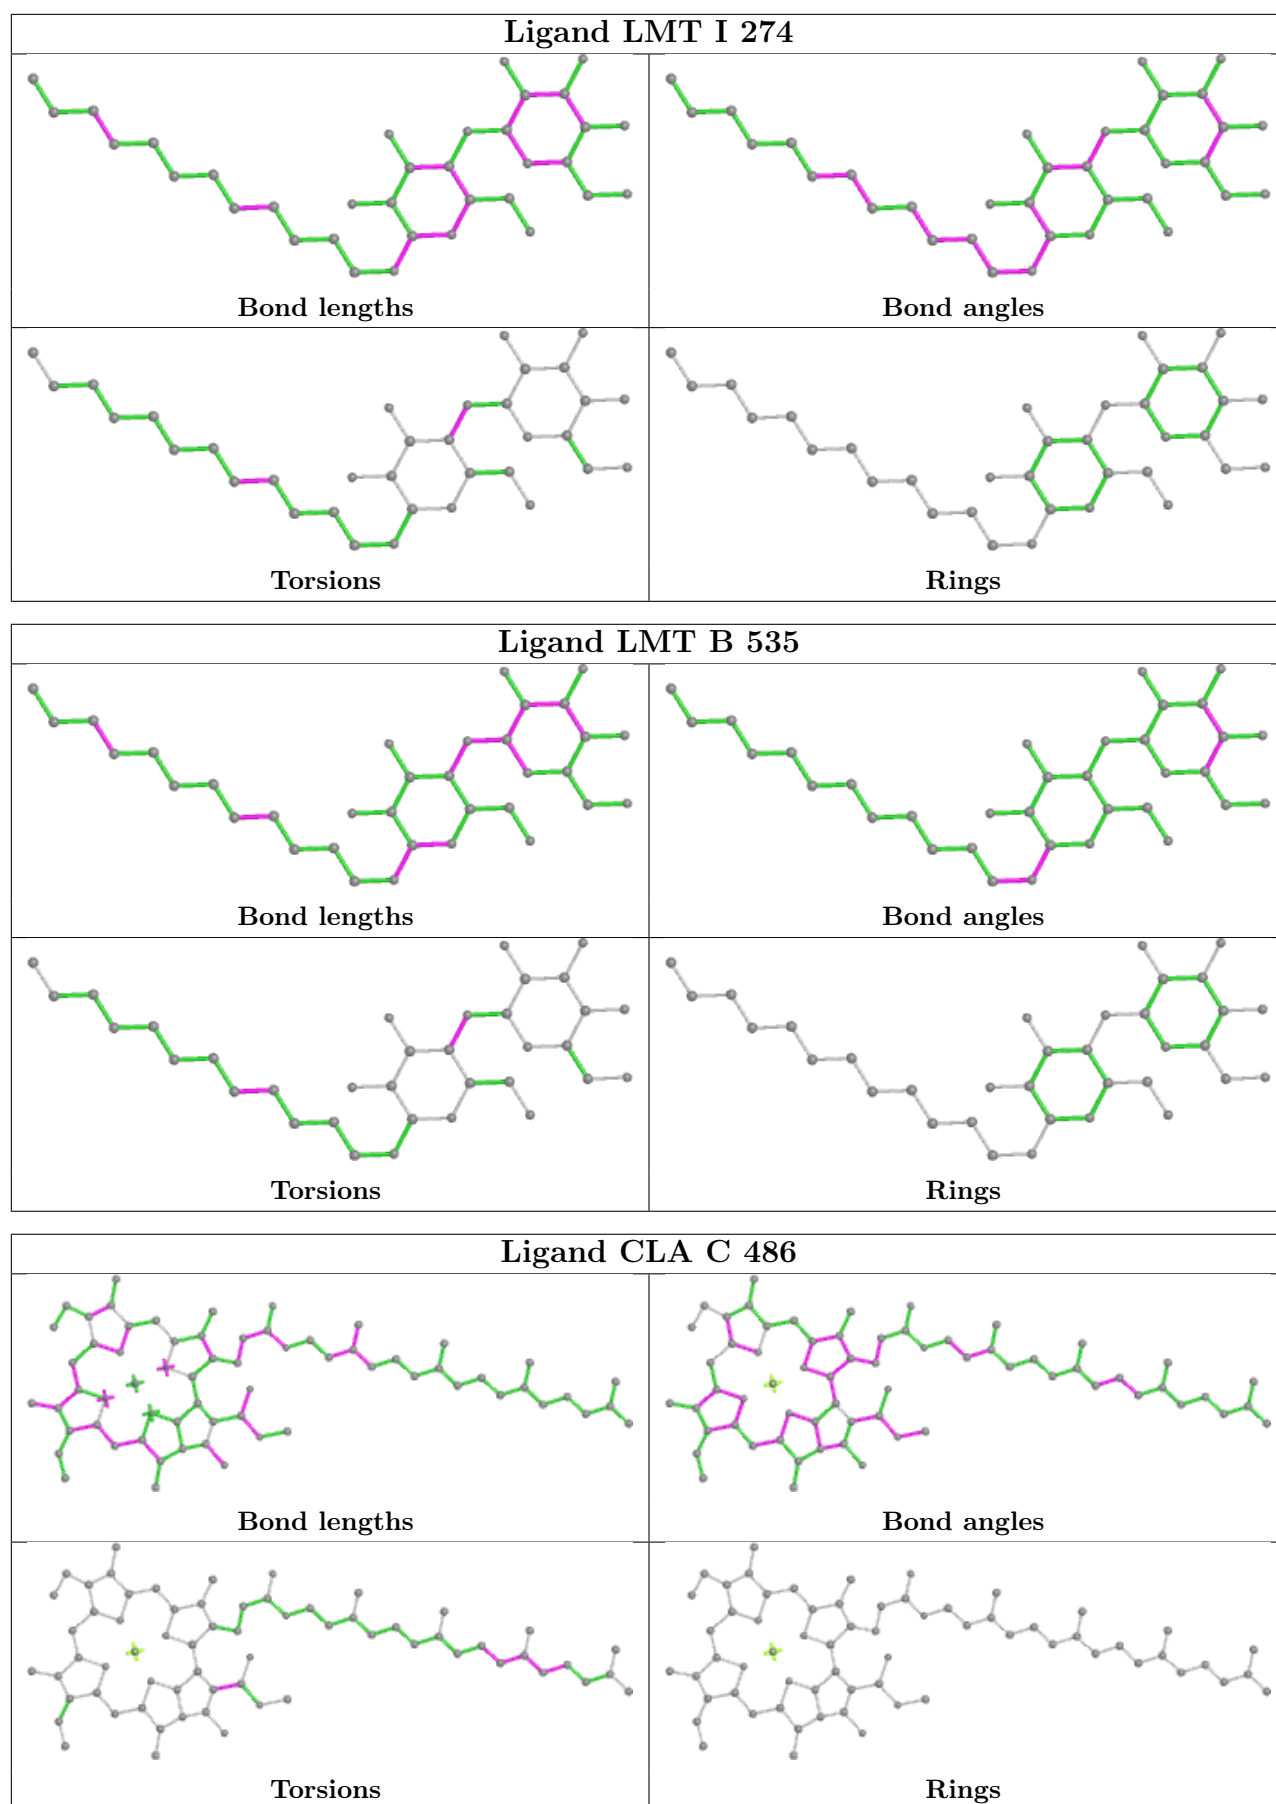 Ligand LMT I 274
Bond lengths
Bond angles
Torsions
Rings
Ligand LMT B 535
Bond lengths
Bond angles
Torsions
Rings
Ligand CLA C 486
Bond lengths
Bond angles
Torsions
Rings